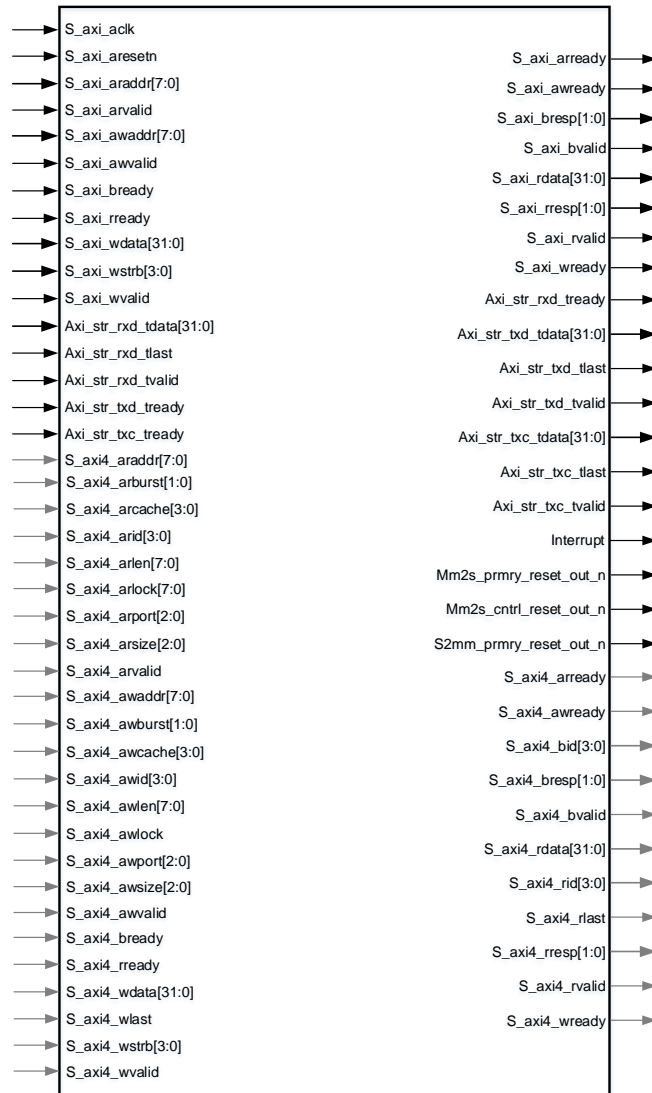 S_axi_aclk
S_axi_aresetn
S_axi_araddr[7:0]
S_axi_arvalid
S_axi_awaddr[7:0]
S_axi_awvalid
S_axi_bready
S_axi_rready
S_axi_wdata[31:0]
S_axi_wstrb[3:0]
S_axi_wvalid
Axi_str_rxd_tdata[31:0]
Axi_str_rxd_tlast
Axi_str_rxd_tvalid
Axi_str_txd_tready
Axi_str_txc_tready
S_axi4_araddr[7:0]
S_axi4_arburst[1:0]
S_axi4_arcache[3:0]
S_axi4_arid[3:0]
S_axi4_arlen[7:0]
S_axi4_arlock[7:0]
S_axi4_arport[2:0]
S_axi4_arsize[2:0]
S_axi4_arvalid
S_axi4_awaddr[7:0]
S_axi4_awburst[1:0]
S_axi4_awcache[3:0]
S_axi4_awid[3:0]
S_axi4_awlen[7:0]
S_axi4_awlock
S_axi4_awport[2:0]
S_axi4_awsize[2:0]
S_axi4_awvalid
S_axi4_bready
S_axi4_rready
S_axi4_wdata[31:0]
S_axi4_wlast
S_axi4_wstrb[3:0]
S_axi4_wvalid
S_axi_arready
S_axi_awready
S_axi_bresp[1:0]
S_axi_bvalid
S_axi_rdata[31:0]
S_axi_rresp[1:0]
S_axi_rvalid
S_axi_wready
Axi_str_rxd_tready
Axi_str_txd_tdata[31:0]
Axi_str_txd_tlast
Axi_str_txd_tvalid
Axi_str_txc_tdata[31:0]
Axi_str_txc_tlast
Axi_str_txc_tvalid
Interrupt
Mm2s_prmry_reset_out_n
Mm2s_cntrl_reset_out_n
S2mm_prmry_reset_out_n
S_axi4_arready
S_axi4_awready
S_axi4_bid[3:0]
S_axi4_bresp[1:0]
S_axi4_bvalid
S_axi4_rdata[31:0]
S_axi4_rid[3:0]
S_axi4_rlast
S_axi4_rresp[1:0]
S_axi4_rvalid
S_axi4_wready